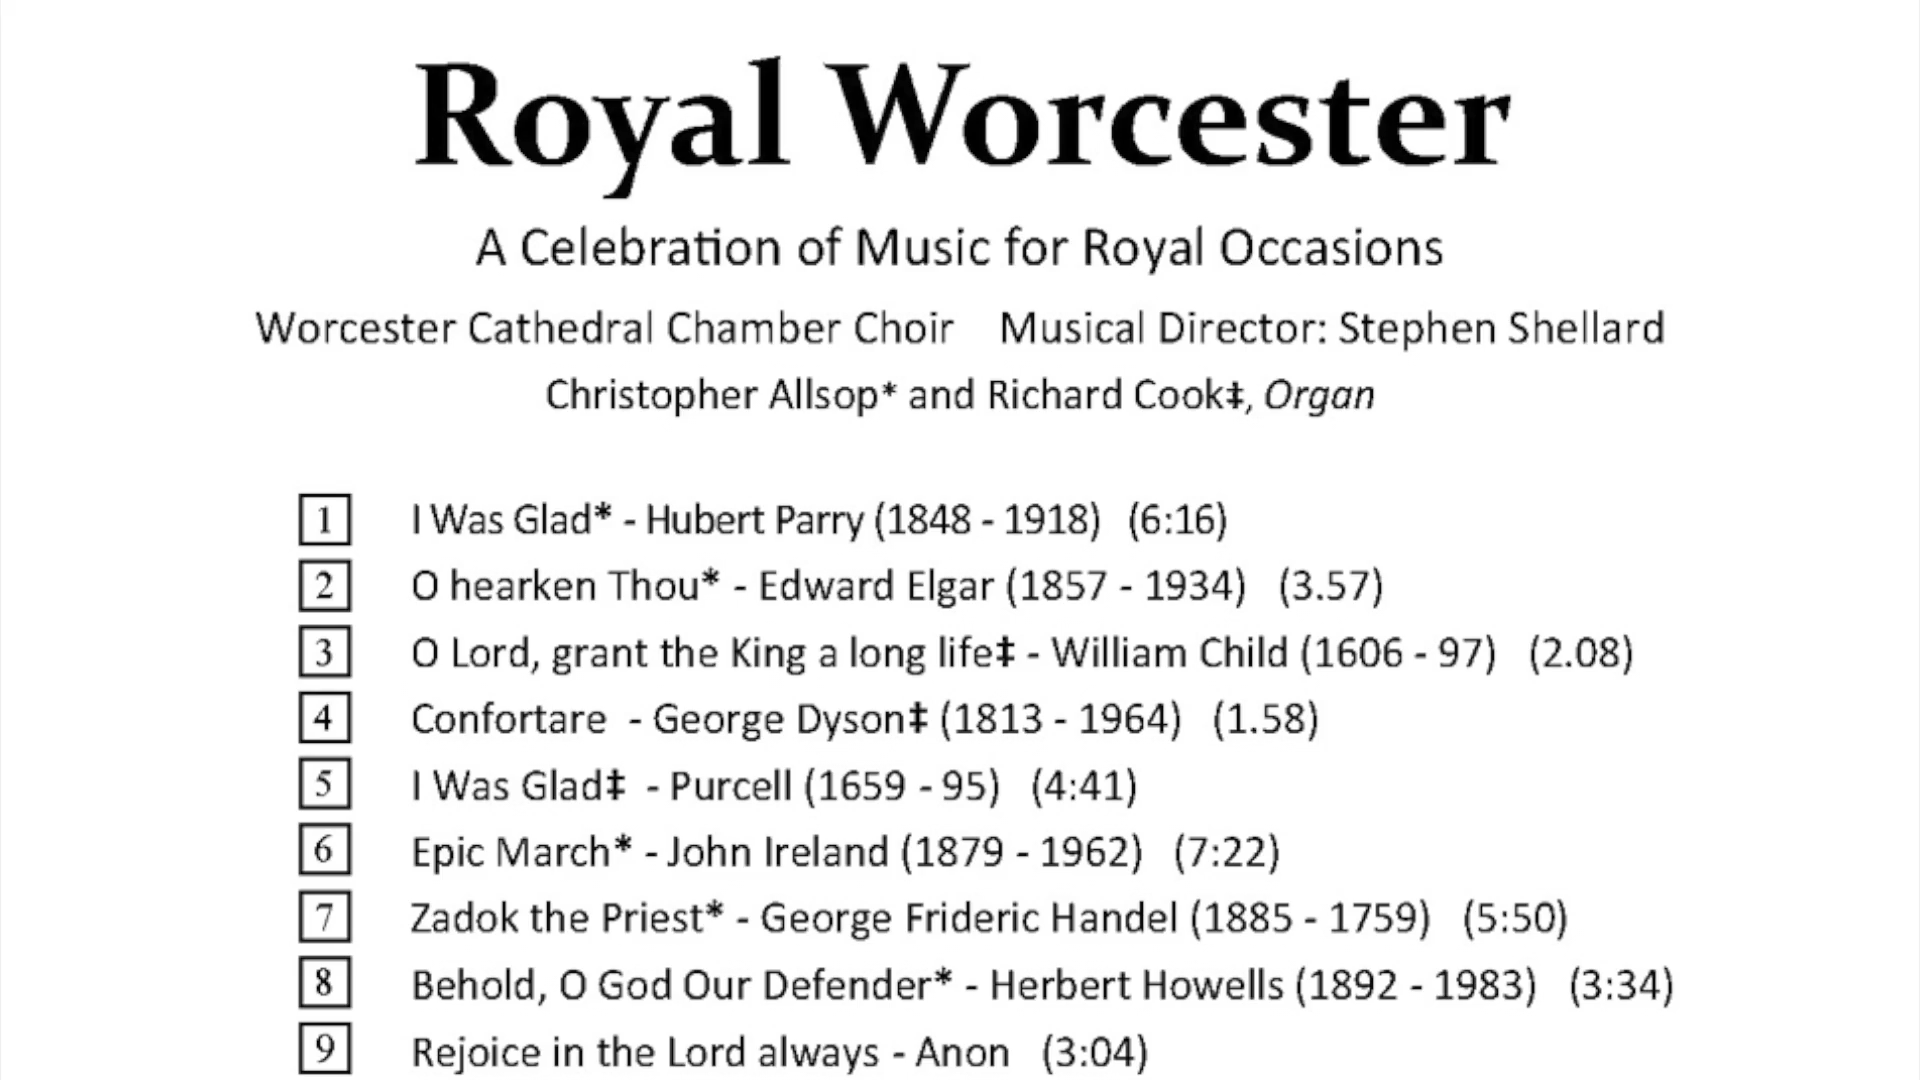 Royal Worcester
A Celebration of Music for Royal Occasions
Worcester Cathedral Chamber Choir Musical Director: Stephen Shellard
Christopher Allsop* and Richard Cook‡, Organ
1 I Was Glad* - Hubert Parry (1848 - 1918) (6:16)
2 O hearken Thou* - Edward Elgar (1857 - 1934) (3.57)
3 O Lord, grant the King a long life‡ - William Child (1606 - 97) (2.08)
4 Confortare - George Dyson‡ (1813 - 1964) (1.58)
5 I Was Glad‡ - Purcell (1659 - 95) (4:41)
6 Epic March* - John Ireland (1879 - 1962) (7:22)
7 Zadok the Priest* - George Frideric Handel (1885 - 1759) (5:50)
8 Behold, O God Our Defender* - Herbert Howells (1892 - 1983) (3:34)
9 Rejoice in the Lord always - Anon (3:04)